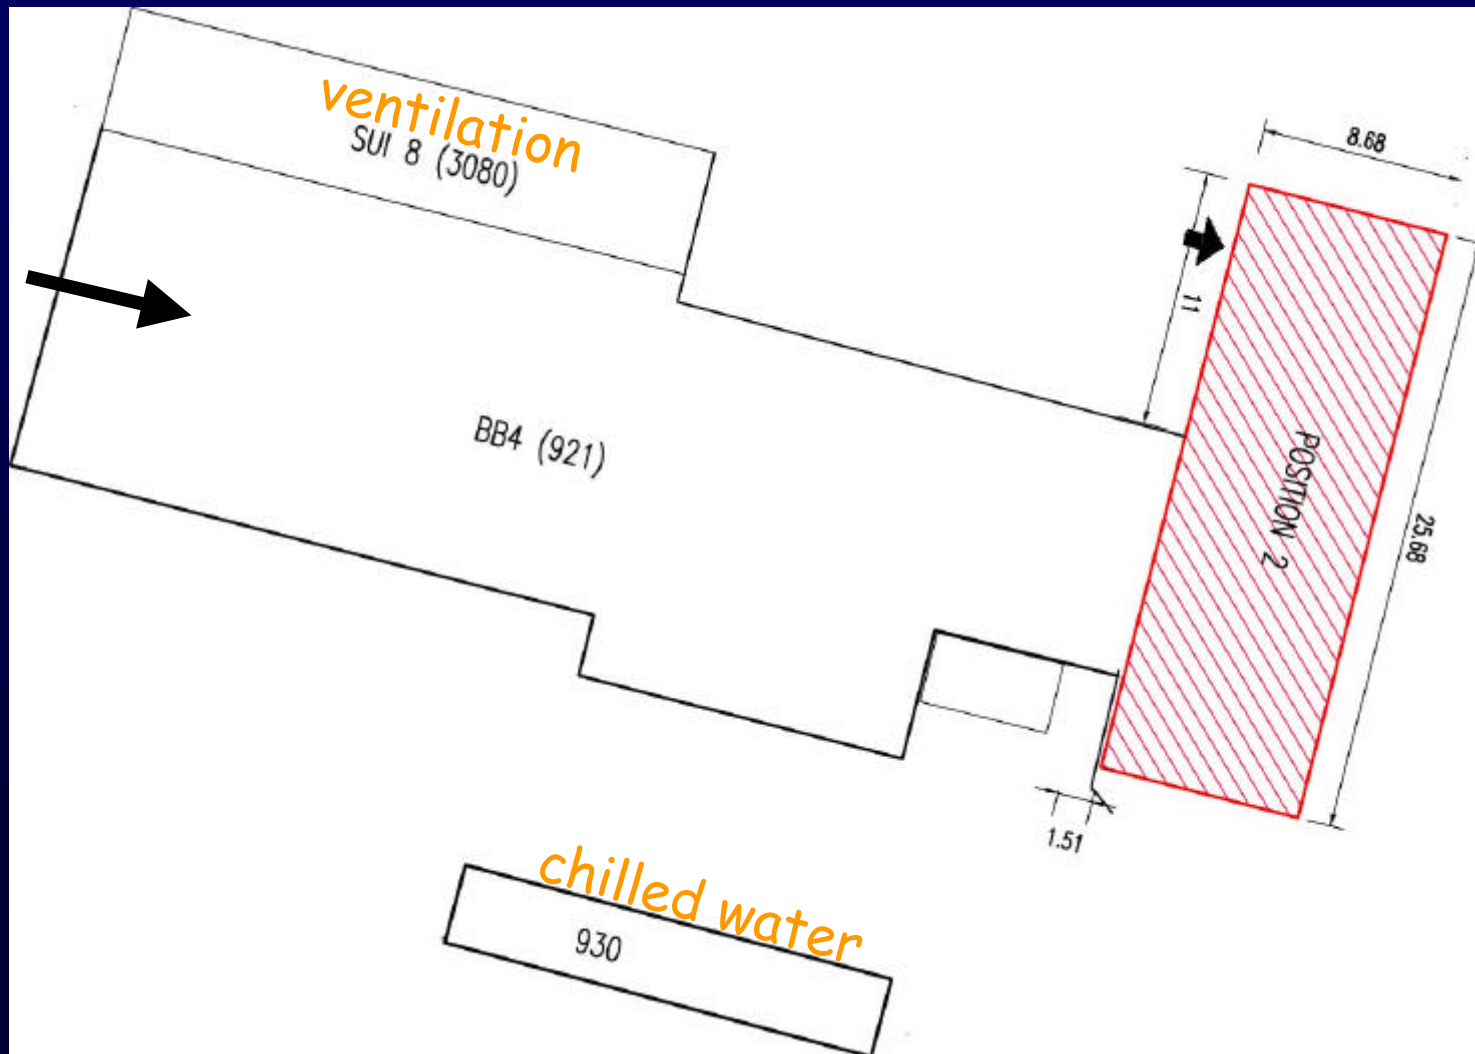 ventilation
SUI 8 (3080)
8.68
11
BB4 (921)
POSITION 2
25.68
1.51
chilled water
930